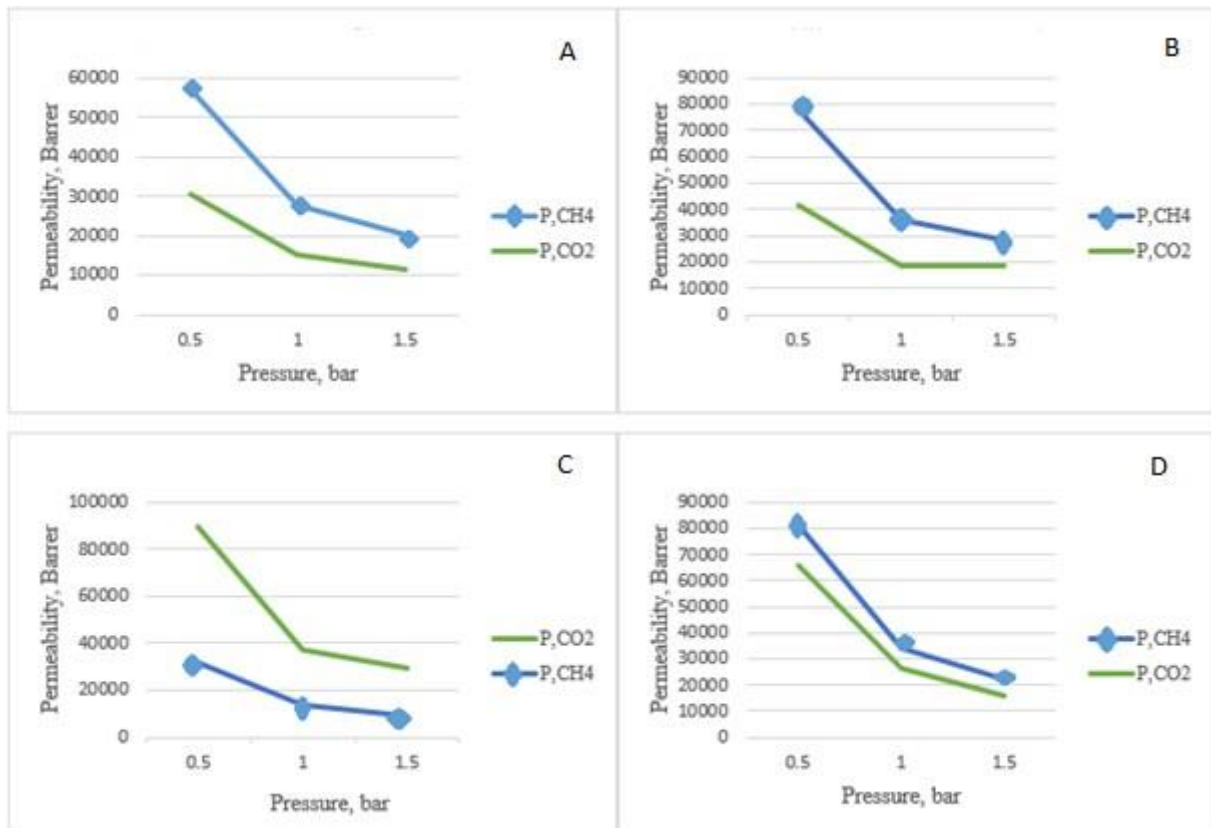 A
60000
50000
40000
30000
20000
10000
0
Permeability, Barrer
0.5 1 1.5
Pressure, bar
P,CH4
P,CO2
B
90000
80000
70000
60000
50000
40000
30000
20000
10000
0
Permeability, Barrer
0.5 1 1.5
Pressure, bar
P,CH4
P,CO2
C
100000
80000
60000
40000
20000
0
Permeability, Barrer
0.5 1 1.5
Pressure, bar
P,CO2
P,CH4
D
90000
80000
70000
60000
50000
40000
30000
20000
10000
0
Permeability, Barrer
0.5 1 1.5
Pressure, bar
P,CH4
P,CO2